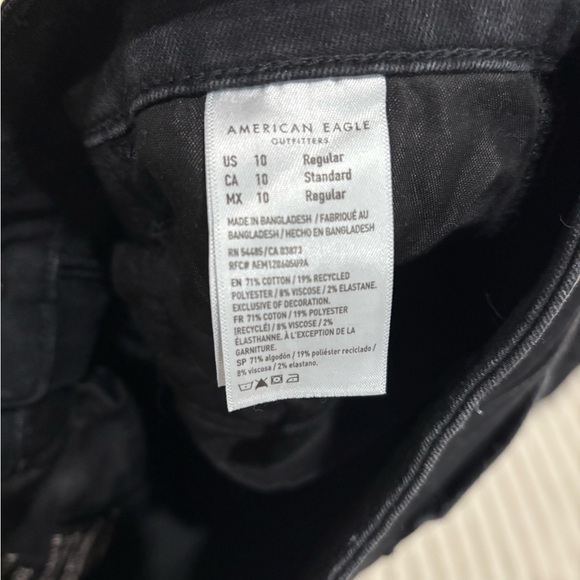 AMERICAN EAGLE
OUTFITTERS
US 10 Regular
CA 10 Standard
MX 10 Regular
MADE IN BANGLADESH / FABRIQUÉ AU
BANGLADESH / HECHO EN BANGLADESH
RN 54485/CA 03873
RFC# AEM1206050Q9A
EN 71% COTTON / 19% RECYCLED
POLYESTER / 8% VISCOSE / 2% ELASTANE.
EXCLUSIVE OF DECORATION.
FR 71% COTON / 19% POLYESTER
[RECYCLÉ] / 8% VISCOSE / 2%
ÉLASTHANNE. À L'EXCEPTION DE LA
GARNITURE.
SP 71% algodón / 19% poliéster reciclado /
8% viscosa / 2% elastano.